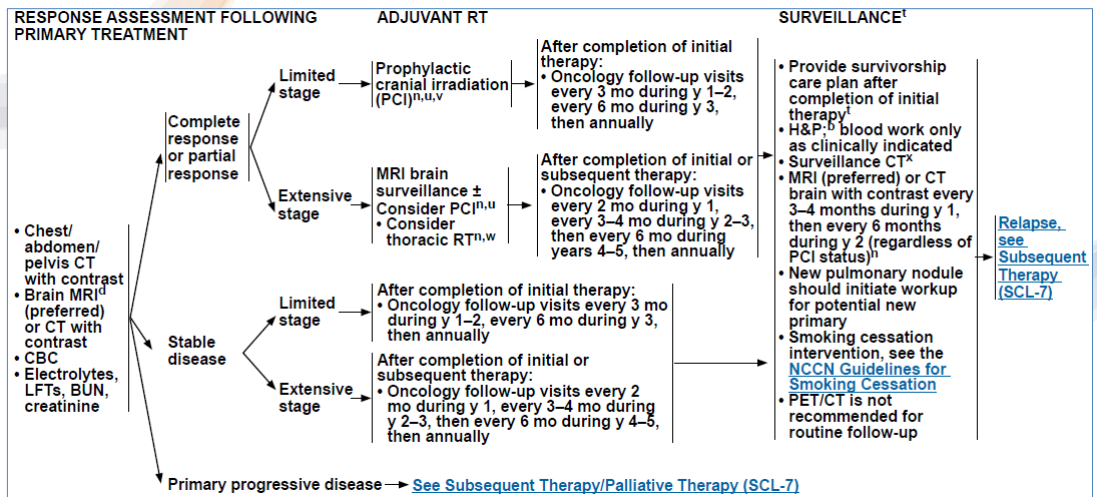 RESPONSE ASSESSMENT FOLLOWING
PRIMARY TREATMENT
ADJUVANT RT
SURVEILLANCEᵗ
• Chest/
abdomen/
pelvis CT
with contrast
• Brain MRIᵈ
(preferred)
or CT with
contrast
• CBC
• Electrolytes,
LFTs, BUN,
creatinine
Complete
response
or partial
response
Limited
stage
Prophylactic
cranial irradiation
(PCI)ⁿ,ᵘ,ᵛ
After completion of initial
therapy:
• Oncology follow-up visits
every 3 mo during y 1–2,
every 6 mo during y 3,
then annually
Extensive
stage
MRI brain
surveillance ±
Consider PCIⁿ,ᵘ
• Consider
thoracic RTⁿ,ʷ
After completion of initial or
subsequent therapy:
• Oncology follow-up visits
every 2 mo during y 1,
every 3–4 mo during y 2–3,
then every 6 mo during
years 4–5, then annually
Stable
disease
Limited
stage
After completion of initial therapy:
• Oncology follow-up visits every 3 mo
during y 1–2, every 6 mo during y 3,
then annually
Extensive
stage
After completion of initial or
subsequent therapy:
• Oncology follow-up visits every 2
mo during y 1, every 3–4 mo during
y 2–3, then every 6 mo during y 4–5,
then annually
Primary progressive disease
See Subsequent Therapy/Palliative Therapy (SCL-7)
• Provide survivorship
care plan after
completion of initial
therapyᵗ
• H&P;ᵇ blood work only
as clinically indicated
• Surveillance CTˣ
• MRI (preferred) or CT
brain with contrast every
3–4 months during y 1,
then every 6 months
during y 2 (regardless of
PCI status)ⁿ
• New pulmonary nodule
should initiate workup
for potential new
primary
• Smoking cessation
intervention, see the
NCCN Guidelines for
Smoking Cessation
• PET/CT is not
recommended for
routine follow-up
Relapse,
see
Subsequent
Therapy
(SCL-7)